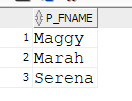 P_FNAME
1 Maggy
2 Marah
3 Serena